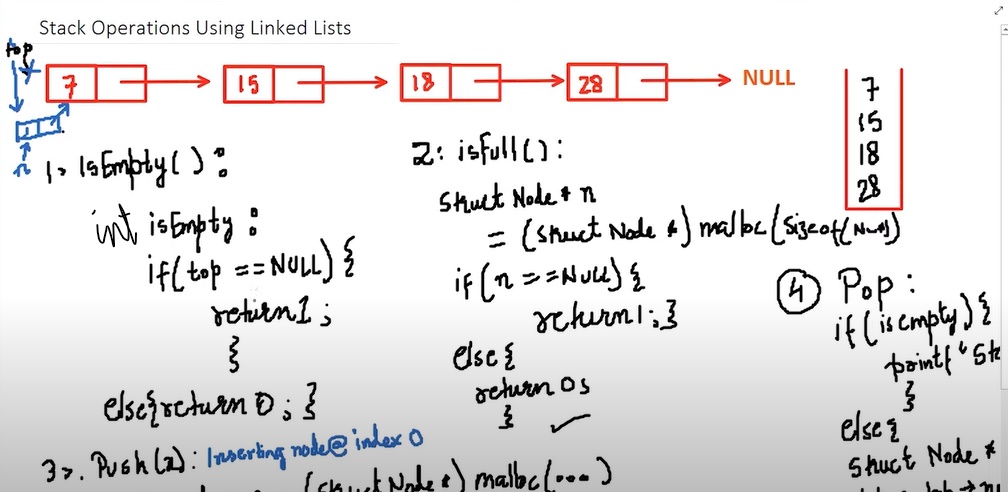 Stack Operations Using Linked Lists
top
7 15 18 28 NULL
n
7
15
18
28
1> IsEmpty() :
int isEmpty :
if(top == NULL) {
return 1 ;
}
else{return 0 ; }
2: isFull() :
Struct Node * n
= (struct Node *) malloc (sizeof(Node))
if (n == NULL) {
return 1 ; }
else {
return 0 ;
}
3>. Push(x) : Inserting node @ index 0
(struct Node *) malloc (...)
4 Pop :
if (isempty) {
printf("St
}
else {
Struct Node *